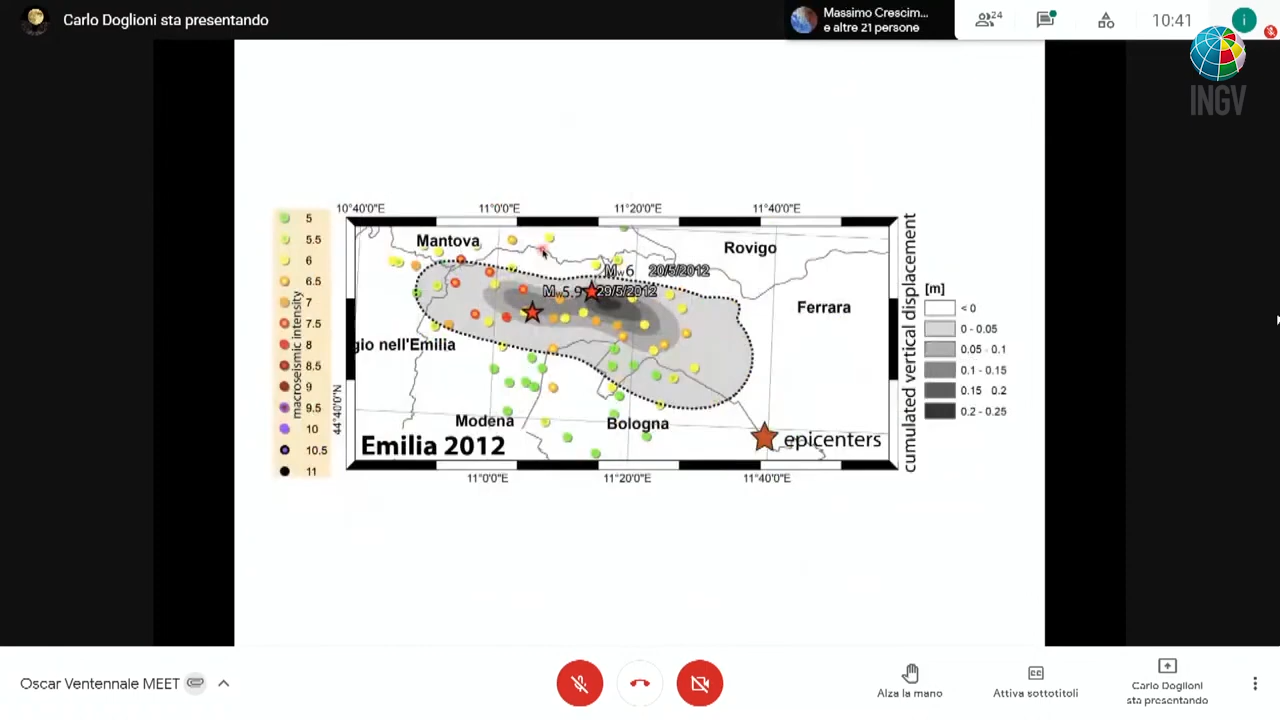 Carlo Doglioni sta presentando
Massimo Crescim...
e altre 21 persone
24
10:41
i
INGV
10°40'0"E
11°0'0"E
11°20'0"E
11°40'0"E
5
5.5
6
6.5
7
7.5
8
8.5
9
9.5
10
10.5
11
macroseismic intensity
44°40'0"N
Mantova
Rovigo
Mw6 20/5/2012
Mw5.9 29/5/2012
Ferrara
gio nell'Emilia
Modena
Bologna
Emilia 2012
epicenters
11°0'0"E
11°20'0"E
11°40'0"E
cumulated vertical displacement
[m]
< 0
0 - 0.05
0.05 - 0.1
0.1 - 0.15
0.15 0.2
0.2 - 0.25
Oscar Ventennale MEET
Alza la mano
Attiva sottotitoli
Carlo Doglioni
sta presentando